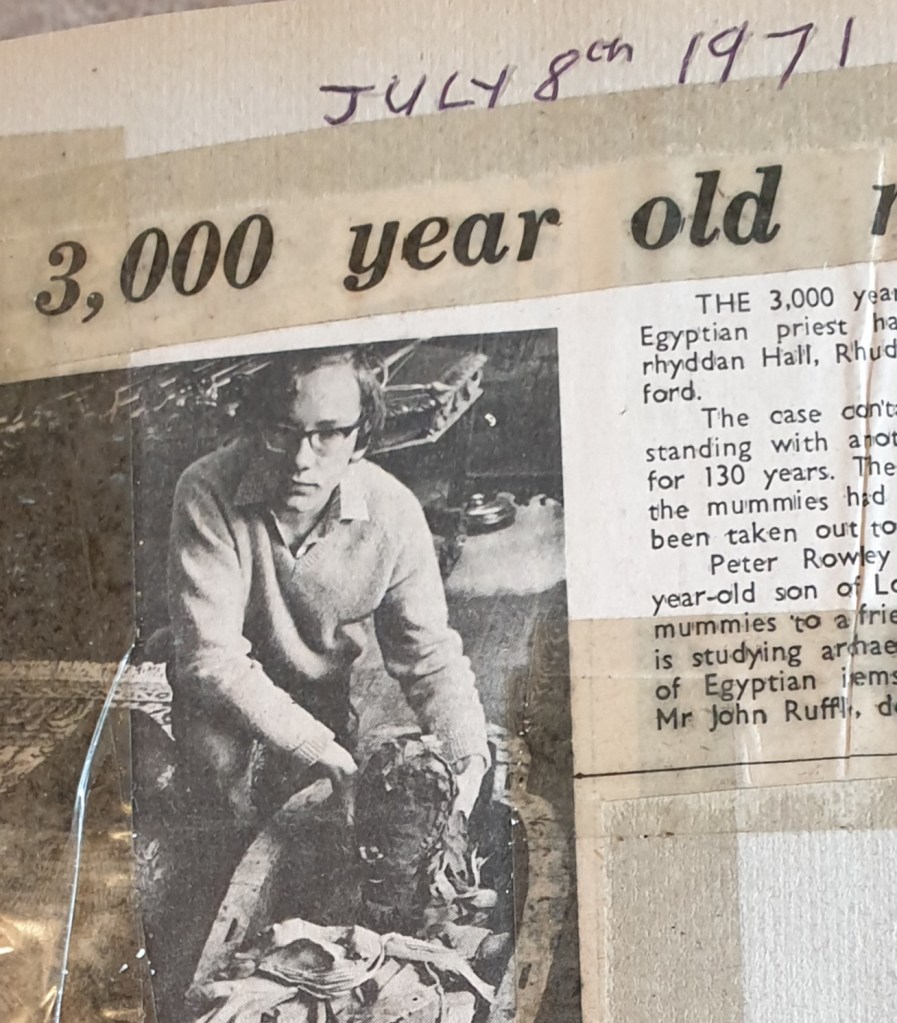 JULY 8th 1971
3,000 year old
THE 3,000 year
Egyptian priest ha
rhyddan Hall, Rhud
ford.
The case con't
standing with anot
for 130 years. The
the mummies had
been taken out to
Peter Rowley
year-old son of Lo
mummies to a frie
is studying archae
of Egyptian items
Mr John Ruffl, d